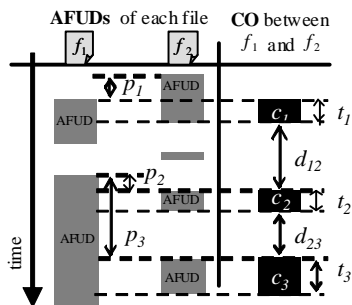 AFUDs of each file CO between
f1 f2 f1 and f2
AFUD p1
AFUD c1 t1
p2 d12
AFUD c2 t2
AFUD p3 d23
AFUD c3 t3
time